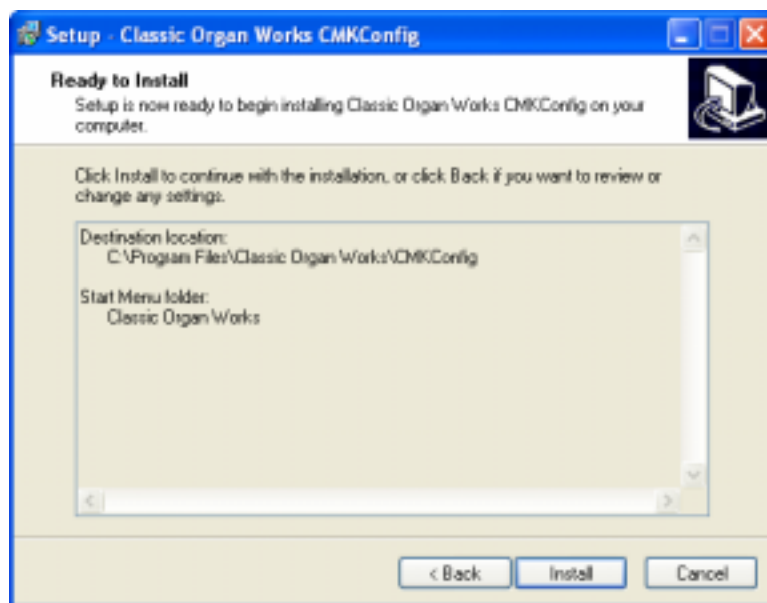 Setup - Classic Organ Works CMKConfig
Ready to Install
Setup is now ready to begin installing Classic Organ Works CMKConfig on your
computer.
Click Install to continue with the installation, or click Back if you want to review or
change any settings.
Destination location:
C:\Program Files\Classic Organ Works\CMKConfig
Start Menu folder:
Classic Organ Works
< Back
Install
Cancel